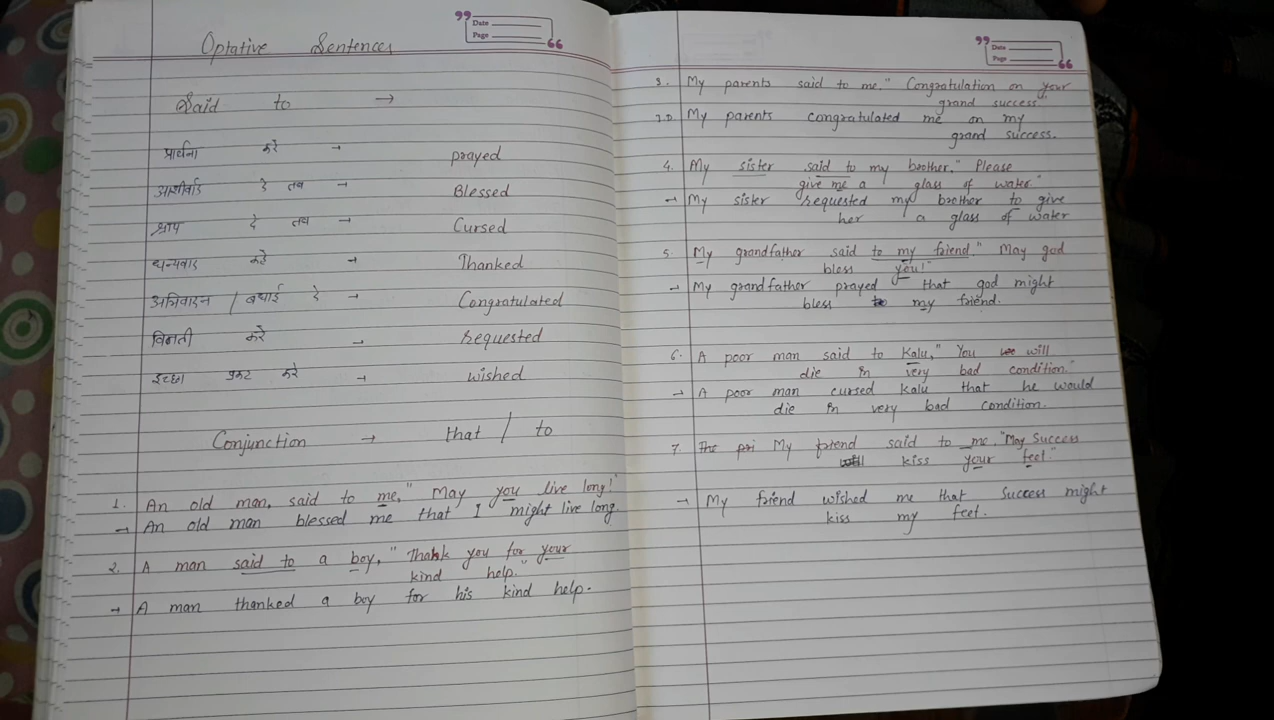 Date
Page
Optative Sentences
Said to →
प्रार्थना करे → prayed
आशीर्वाद दे तब → Blessed
श्राप दे तब → Cursed
धन्यवाद करे → Thanked
अभिवादन / बधाई दे → Congratulated
विनती करे → requested
इच्छा प्रकट करे → wished
Conjunction → that / to
1. An old man, said to me," May you live long!"
→ An old man blessed me that I might live long.
2. A man said to a boy," Thank you for your
kind help."
→ A man thanked a boy for his kind help.
Date
Page
3. My parents said to me." Congratulation on your
grand success"
My parents congratulated me on my
grand success.
4. My sister said to my brother." Please
give me a glass of water."
→ My sister requested my brother to give
her a glass of water
5. My grandfather said to my friend." May god
bless you!"
→ My grandfather prayed that god might
bless my friend.
6. A poor man said to Kalu," You will
die in very bad condition."
→ A poor man cursed Kalu that he would
die in very bad condition.
7. My friend said to me."May Success
kiss your feet."
→ My friend wished me that Success might
kiss my feet.